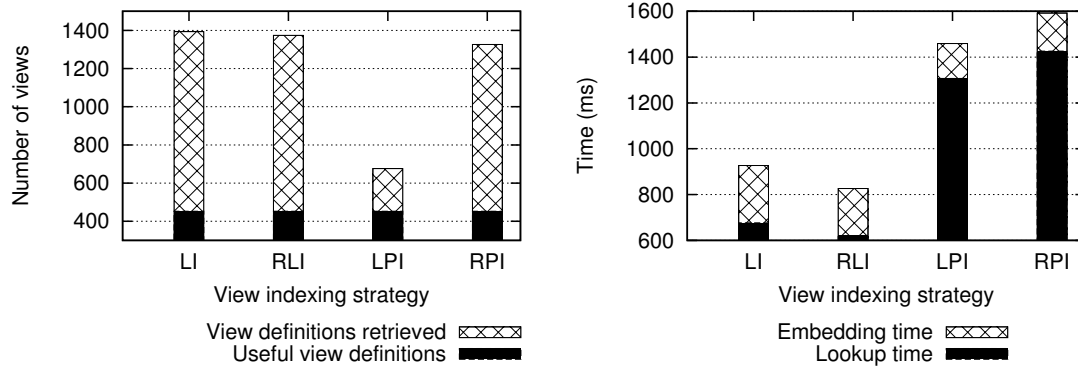 Number of views
1400
1200
1000
800
600
400
LI RLI LPI RPI
View indexing strategy
View definitions retrieved
Useful view definitions
Time (ms)
1600
1400
1200
1000
800
600
LI RLI LPI RPI
View indexing strategy
Embedding time
Lookup time